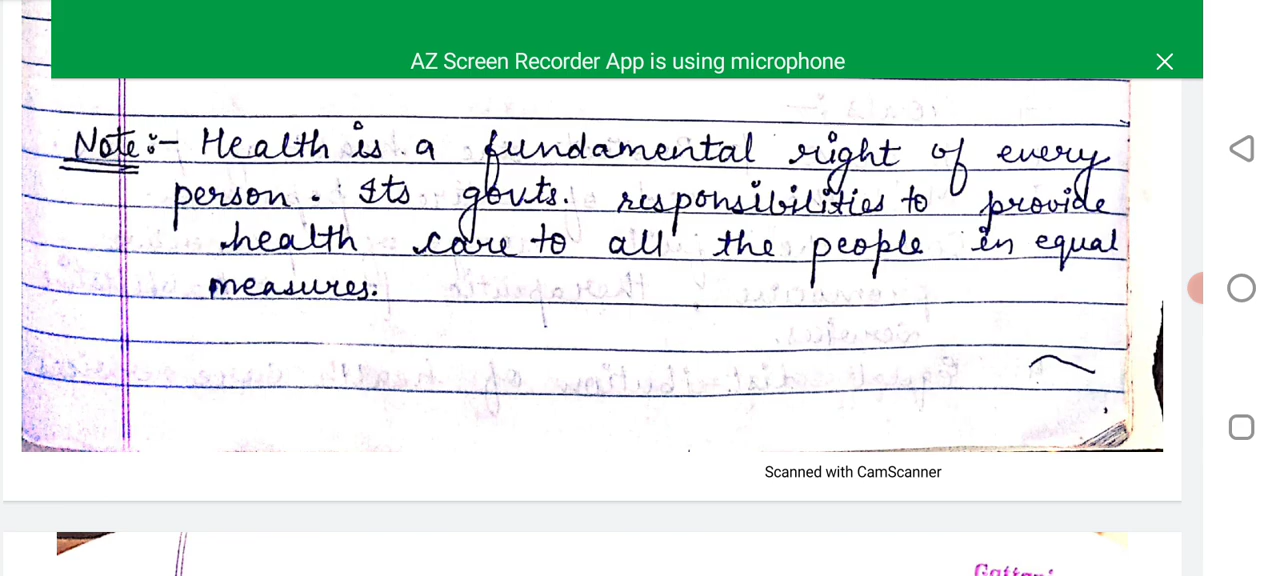 AZ Screen Recorder App is using microphone
Note :- Health is a fundamental right of every
person. Its govts. responsibilities to provide
health care to all the people in equal
measures.
Scanned with CamScanner